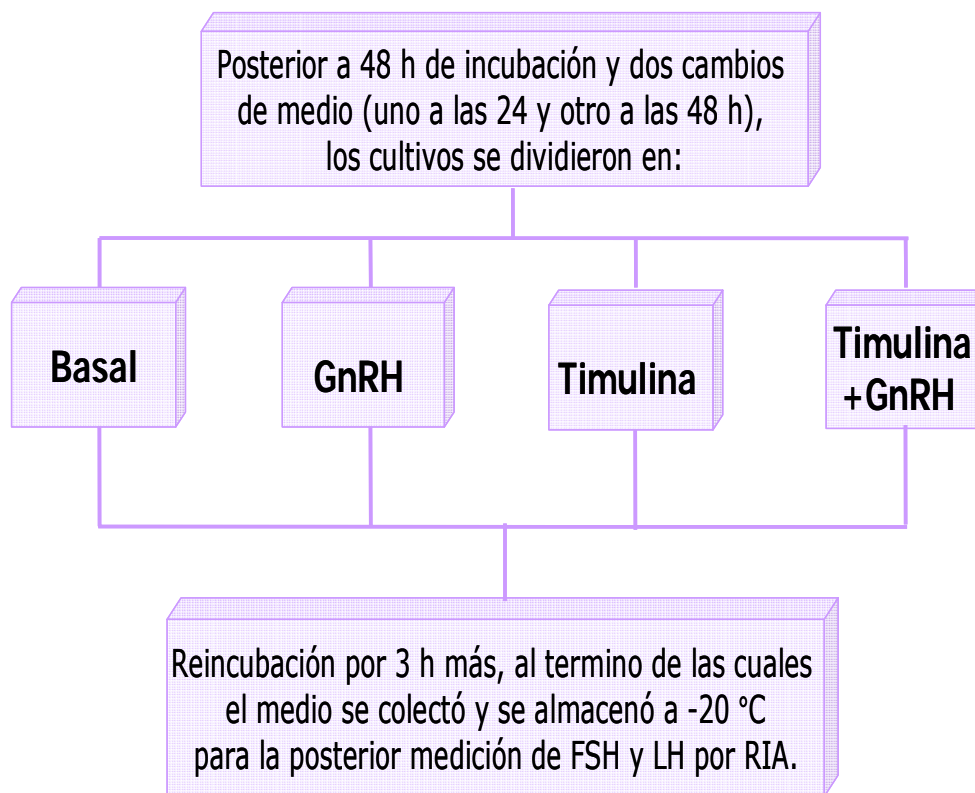 Posterior a 48 h de incubación y dos cambios
de medio (uno a las 24 y otro a las 48 h),
los cultivos se dividieron en:
Basal
GnRH
Timulina
Timulina
+GnRH
Reincubación por 3 h más, al termino de las cuales
el medio se colectó y se almacenó a -20 °C
para la posterior medición de FSH y LH por RIA.